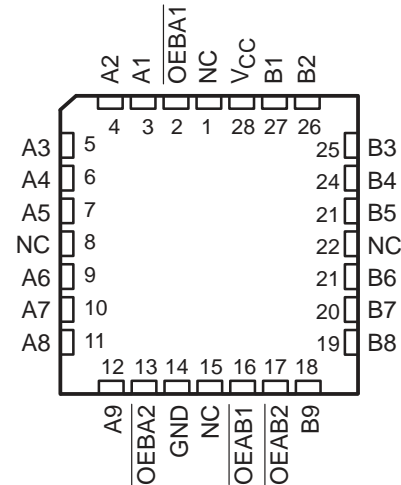 A2 A1 OEBA1 NC VCC B1 B2
4 3 2 1 28 27 26
A3 5 25 B3
A4 6 24 B4
A5 7 21 B5
NC 8 22 NC
A6 9 21 B6
A7 10 20 B7
A8 11 19 B8
12 13 14 15 16 17 18
A9 OEBA2 GND NC OEAB1 OEAB2 B9